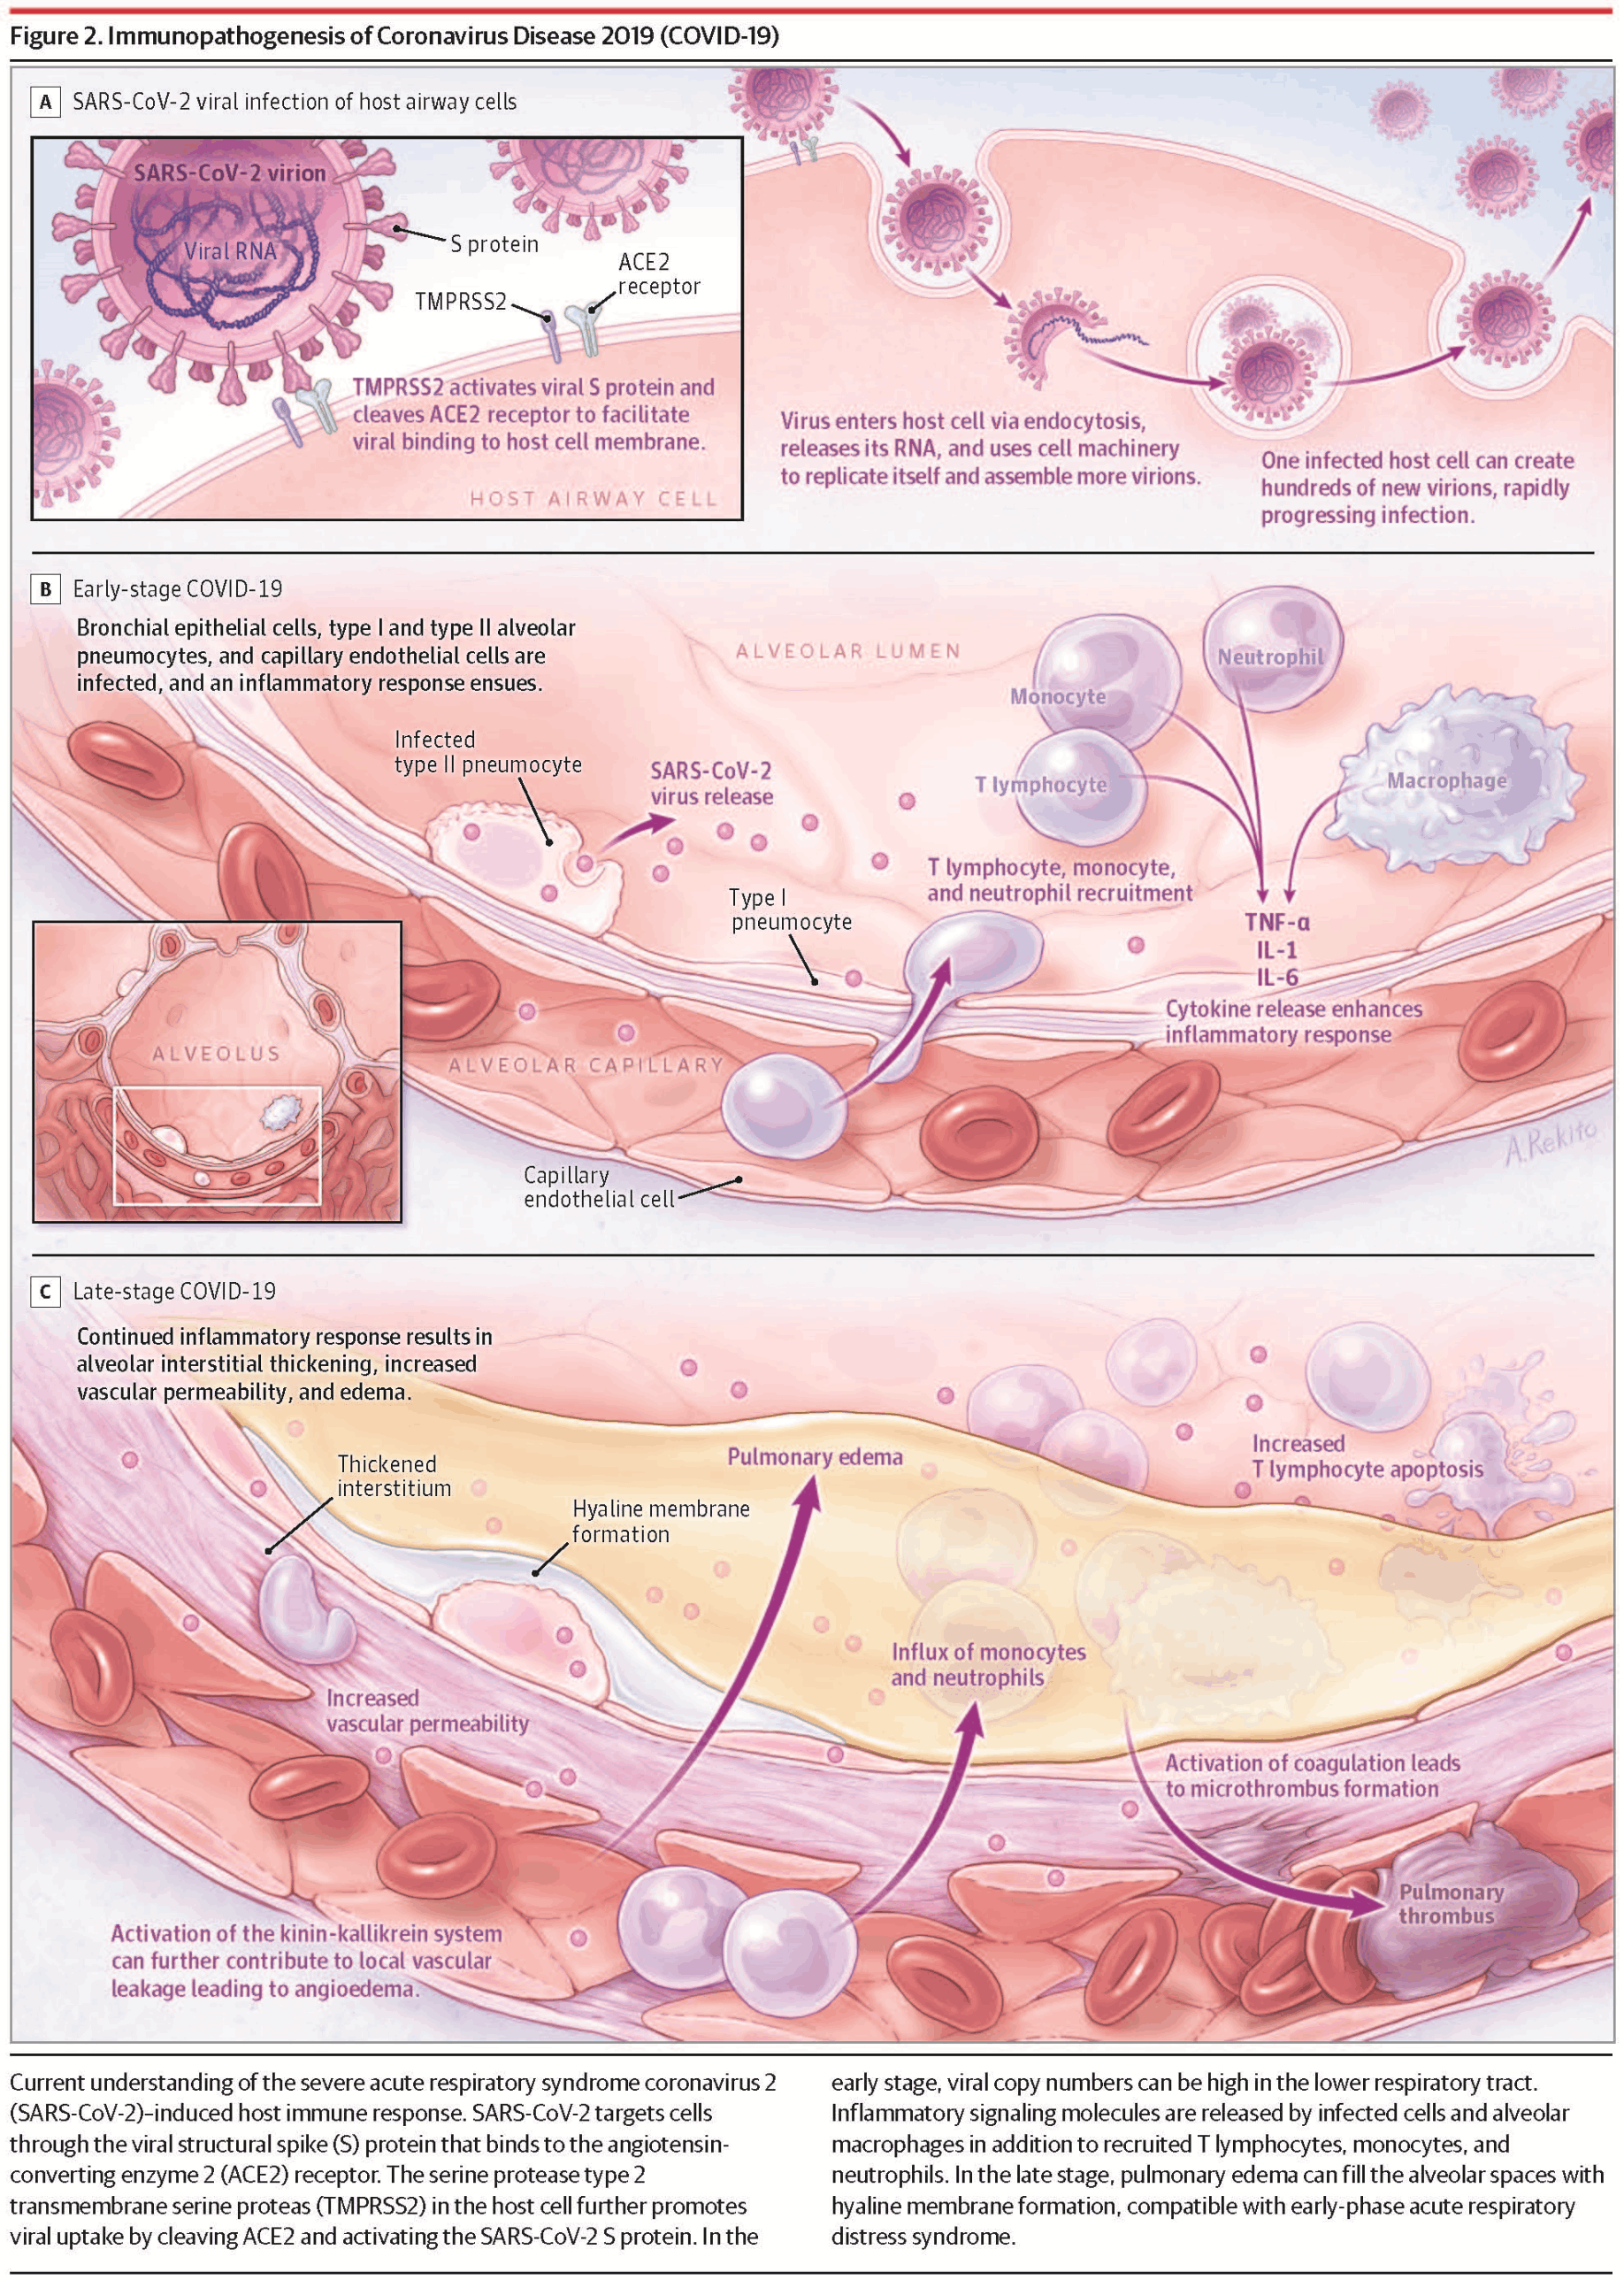 Figure 2. Immunopathogenesis of Coronavirus Disease 2019 (COVID-19)
A SARS-CoV-2 viral infection of host airway cells
SARS-CoV-2 virion
Viral RNA
S protein
ACE2
receptor
TMPRSS2
TMPRSS2 activates viral S protein and
cleaves ACE2 receptor to facilitate
viral binding to host cell membrane.
HOST AIRWAY CELL
Virus enters host cell via endocytosis,
releases its RNA, and uses cell machinery
to replicate itself and assemble more virions.
One infected host cell can create
hundreds of new virions, rapidly
progressing infection.
B Early-stage COVID-19
Bronchial epithelial cells, type I and type II alveolar
pneumocytes, and capillary endothelial cells are
infected, and an inflammatory response ensues.
ALVEOLAR LUMEN
Neutrophil
Monocyte
Infected
type II pneumocyte
SARS-CoV-2
virus release
T lymphocyte
Macrophage
T lymphocyte, monocyte,
and neutrophil recruitment
Type I
pneumocyte
TNF-α
IL-1
IL-6
Cytokine release enhances
inflammatory response
ALVEOLUS
ALVEOLAR CAPILLARY
A.Rekito
Capillary
endothelial cell
C Late-stage COVID-19
Continued inflammatory response results in
alveolar interstitial thickening, increased
vascular permeability, and edema.
Pulmonary edema
Increased
T lymphocyte apoptosis
Thickened
interstitium
Hyaline membrane
formation
Influx of monocytes
and neutrophils
Increased
vascular permeability
Activation of coagulation leads
to microthrombus formation
Pulmonary
thrombus
Activation of the kinin-kallikrein system
can further contribute to local vascular
leakage leading to angioedema.
Current understanding of the severe acute respiratory syndrome coronavirus 2
(SARS-CoV-2)–induced host immune response. SARS-CoV-2 targets cells
through the viral structural spike (S) protein that binds to the angiotensin-
converting enzyme 2 (ACE2) receptor. The serine protease type 2
transmembrane serine proteas (TMPRSS2) in the host cell further promotes
viral uptake by cleaving ACE2 and activating the SARS-CoV-2 S protein. In the
early stage, viral copy numbers can be high in the lower respiratory tract.
Inflammatory signaling molecules are released by infected cells and alveolar
macrophages in addition to recruited T lymphocytes, monocytes, and
neutrophils. In the late stage, pulmonary edema can fill the alveolar spaces with
hyaline membrane formation, compatible with early-phase acute respiratory
distress syndrome.